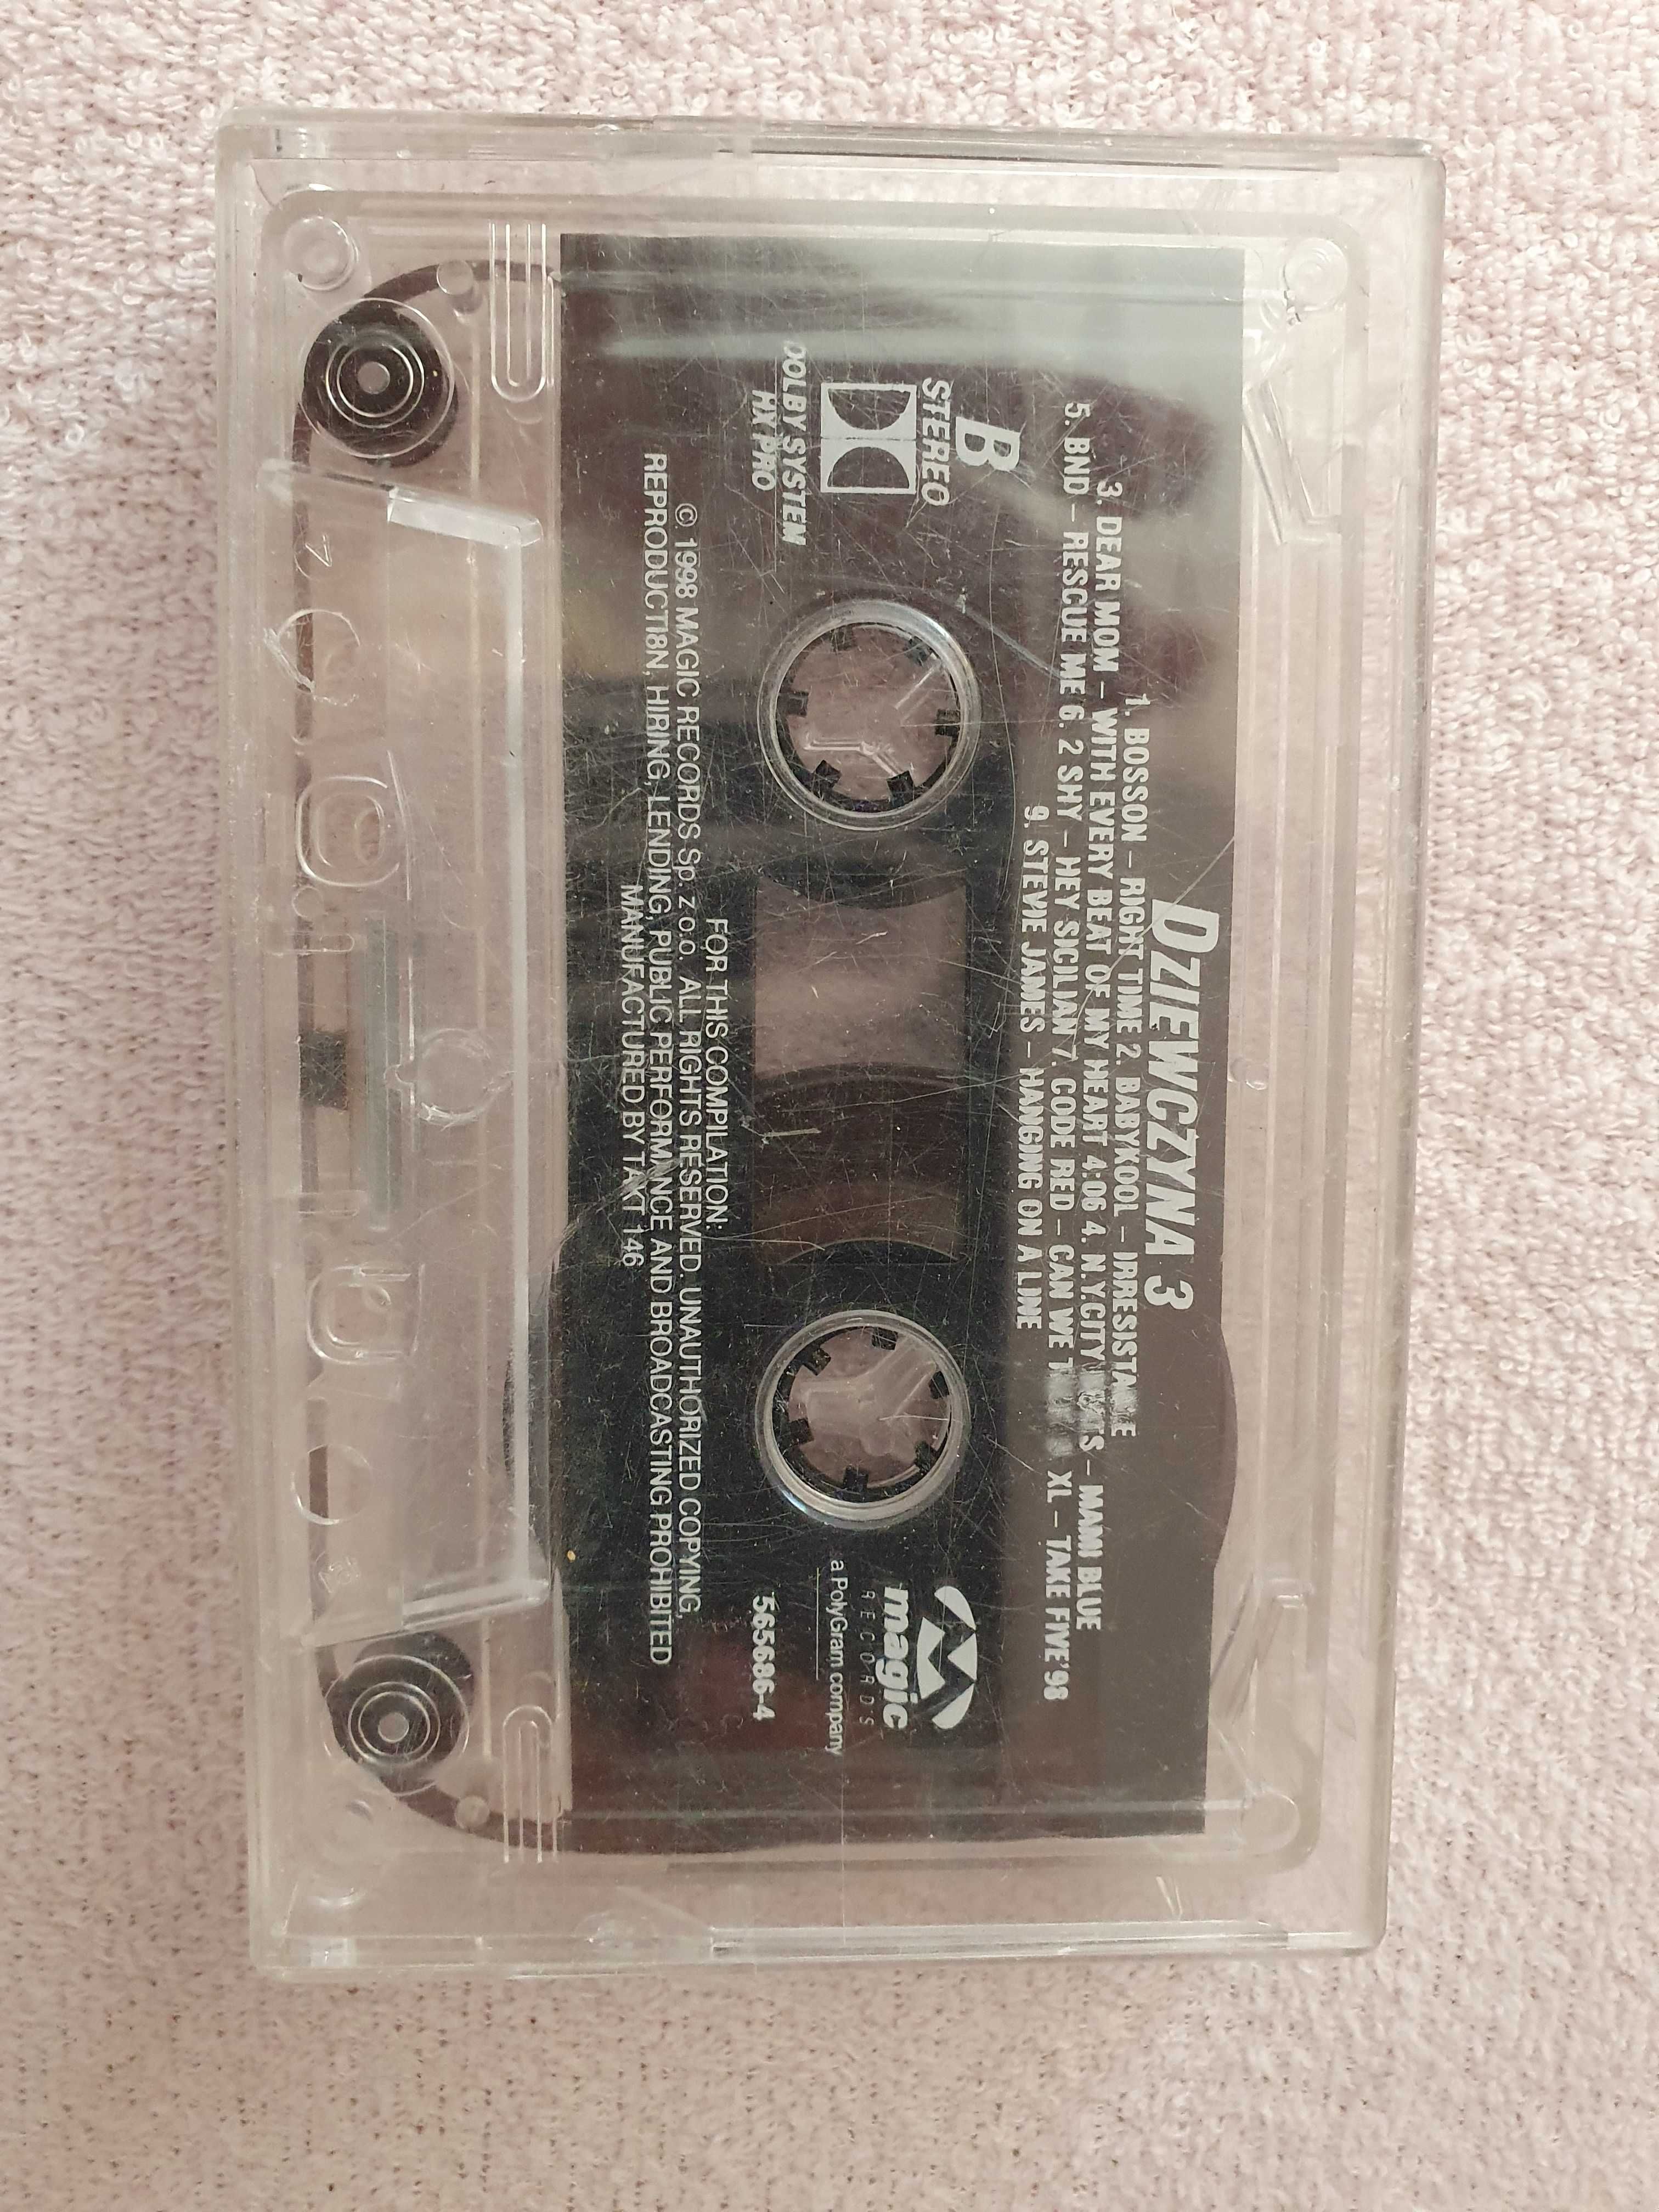 DZIEWCZYNA 3
1. BOSSON – RIGHT TIME 2. BABYKOOL – IRRESISTANCE
3. DEAR MOM – WITH EVERY BEAT OF MY HEART 4:06 4. N.Y.CITY – MAMI BLUE
5. BND – RESCUE ME 6. 2 SHY – HEY SICILIAN 7. CODE RED – CAN WE XL – TAKE FIVE'98
9. STEVIE JAMES – HANGING ON A LINE
B
STEREO
DOLBY SYSTEM
HX PRO
magic
RECORDS
a PolyGram company
565686-4
FOR THIS COMPILATION:
© 1998 MAGIC RECORDS Sp. z o.o. ALL RIGHTS RESERVED. UNAUTHORIZED COPYING,
REPRODUCTI8N, HIRING, LENDING, PUBLIC PERFORMANCE AND BROADCASTING PROHIBITED
MANUFACTURED BY TAKT 146